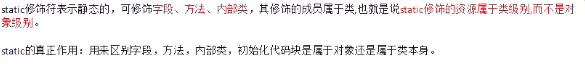 static修饰符表示静态的，可修饰字段、方法、内部类，其修饰的成员属于类,也就是说static修饰的资源属于类级别,而不是对
象级别。
static的真正作用：用来区别字段，方法，内部类，初始化代码块是属于对象还是属于类本身。